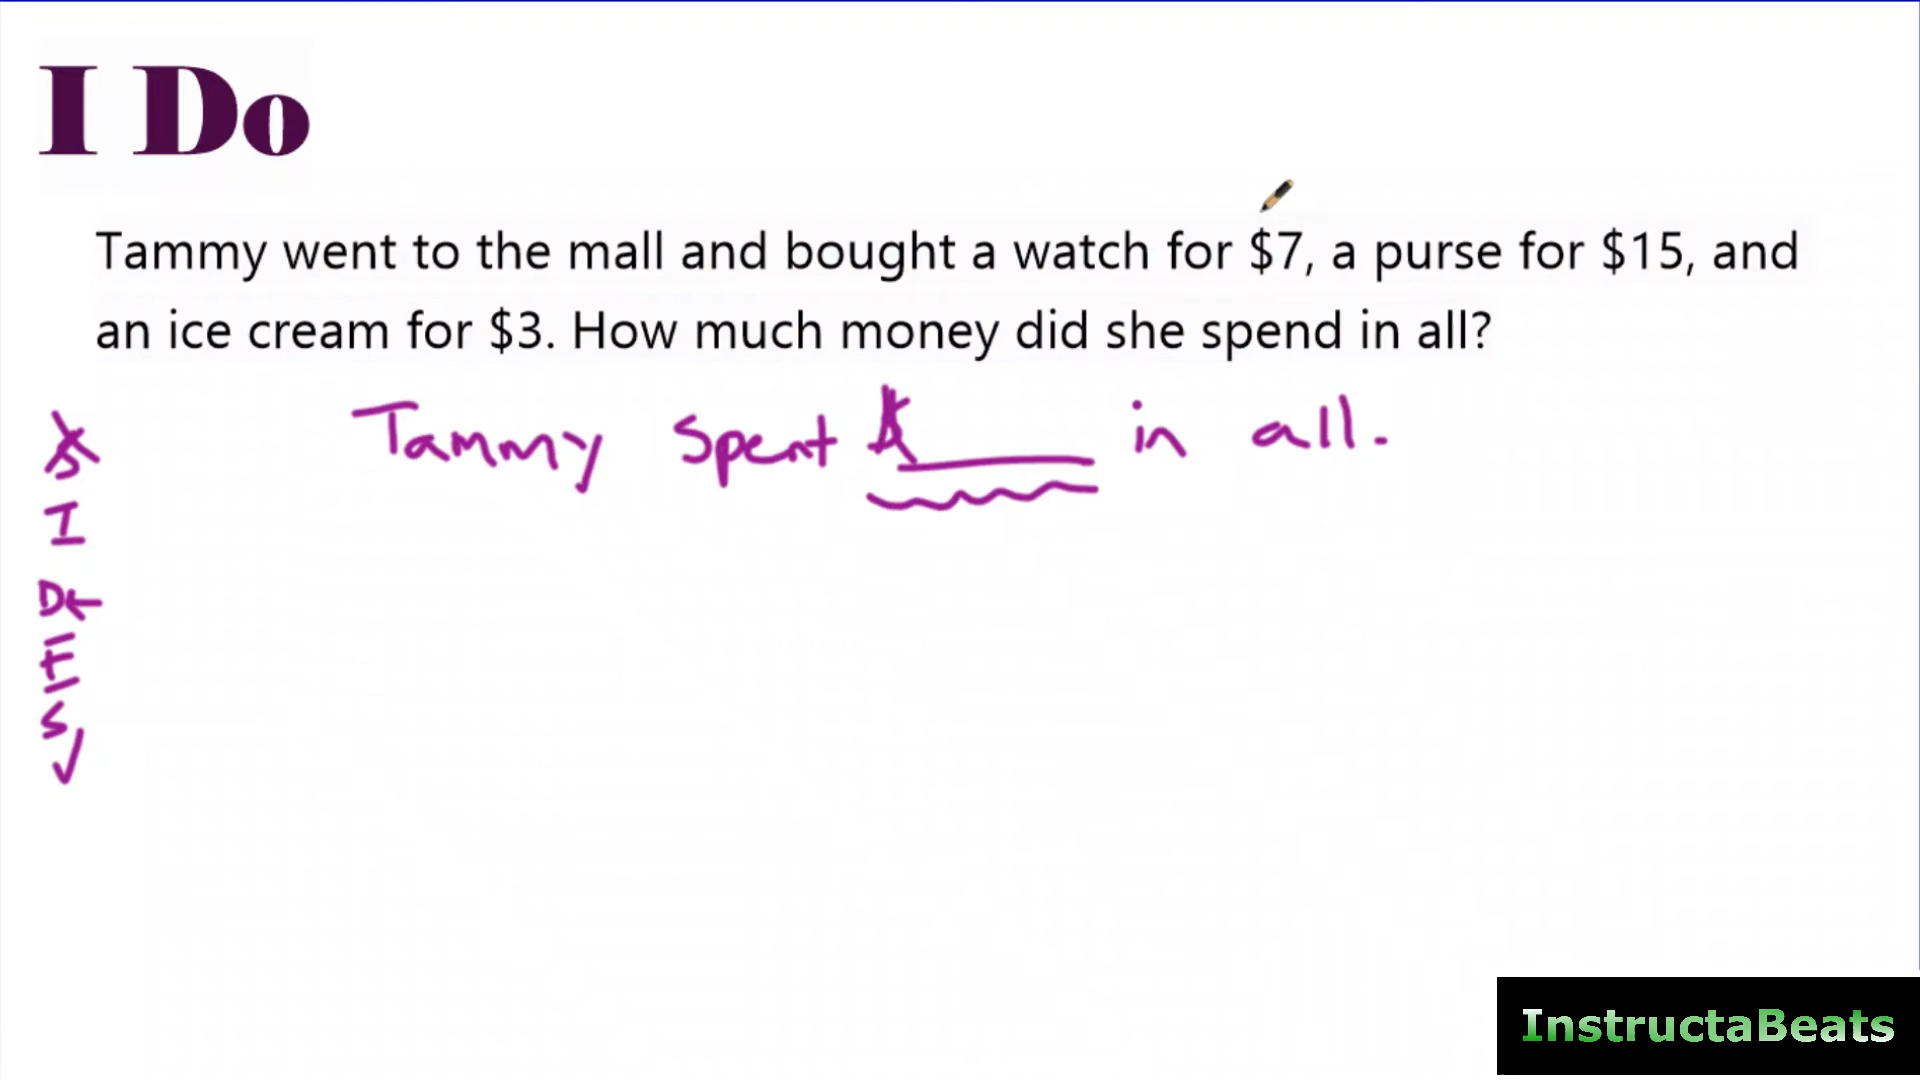 I Do
Tammy went to the mall and bought a watch for $7, a purse for $15, and
an ice cream for $3. How much money did she spend in all?
Tammy spent $____ in all.
S
I
D←
E
S
✓
InstructaBeats